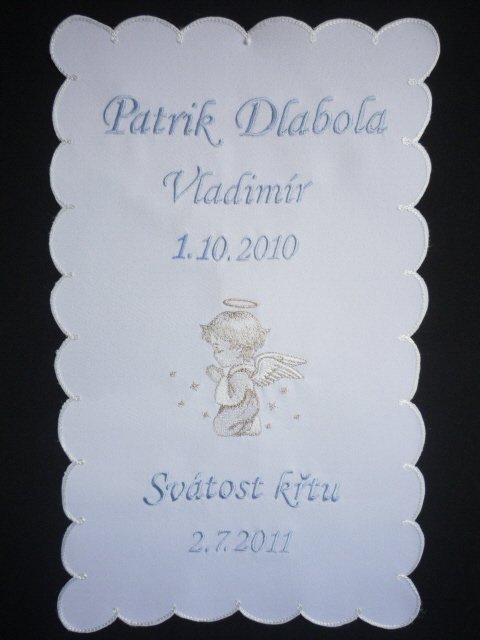 Patrik Dlabola
Vladimír
1.10.2010
Svátost křtu
2.7.2011